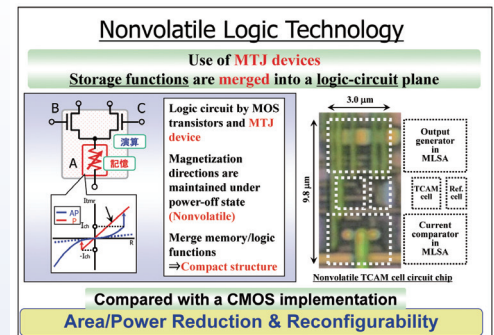 Nonvolatile Logic Technology
Use of MTJ devices
Storage functions are merged into a logic-circuit plane
B
C
演算
A
記憶
AP
P
Ich
-Ich
R
Logic circuit by MOS
transistors and MTJ
device
Magnetization
directions are
maintained under
power-off state
(Nonvolatile)
Merge memory/logic
functions
⇒Compact structure
3.0 μm
9.8 μm
Output
generator
in
MLSA
TCAM
cell
Ref.
cell
Current
comparator
in
MLSA
Nonvolatile TCAM cell circuit chip
Compared with a CMOS implementation
Area/Power Reduction & Reconfigurability